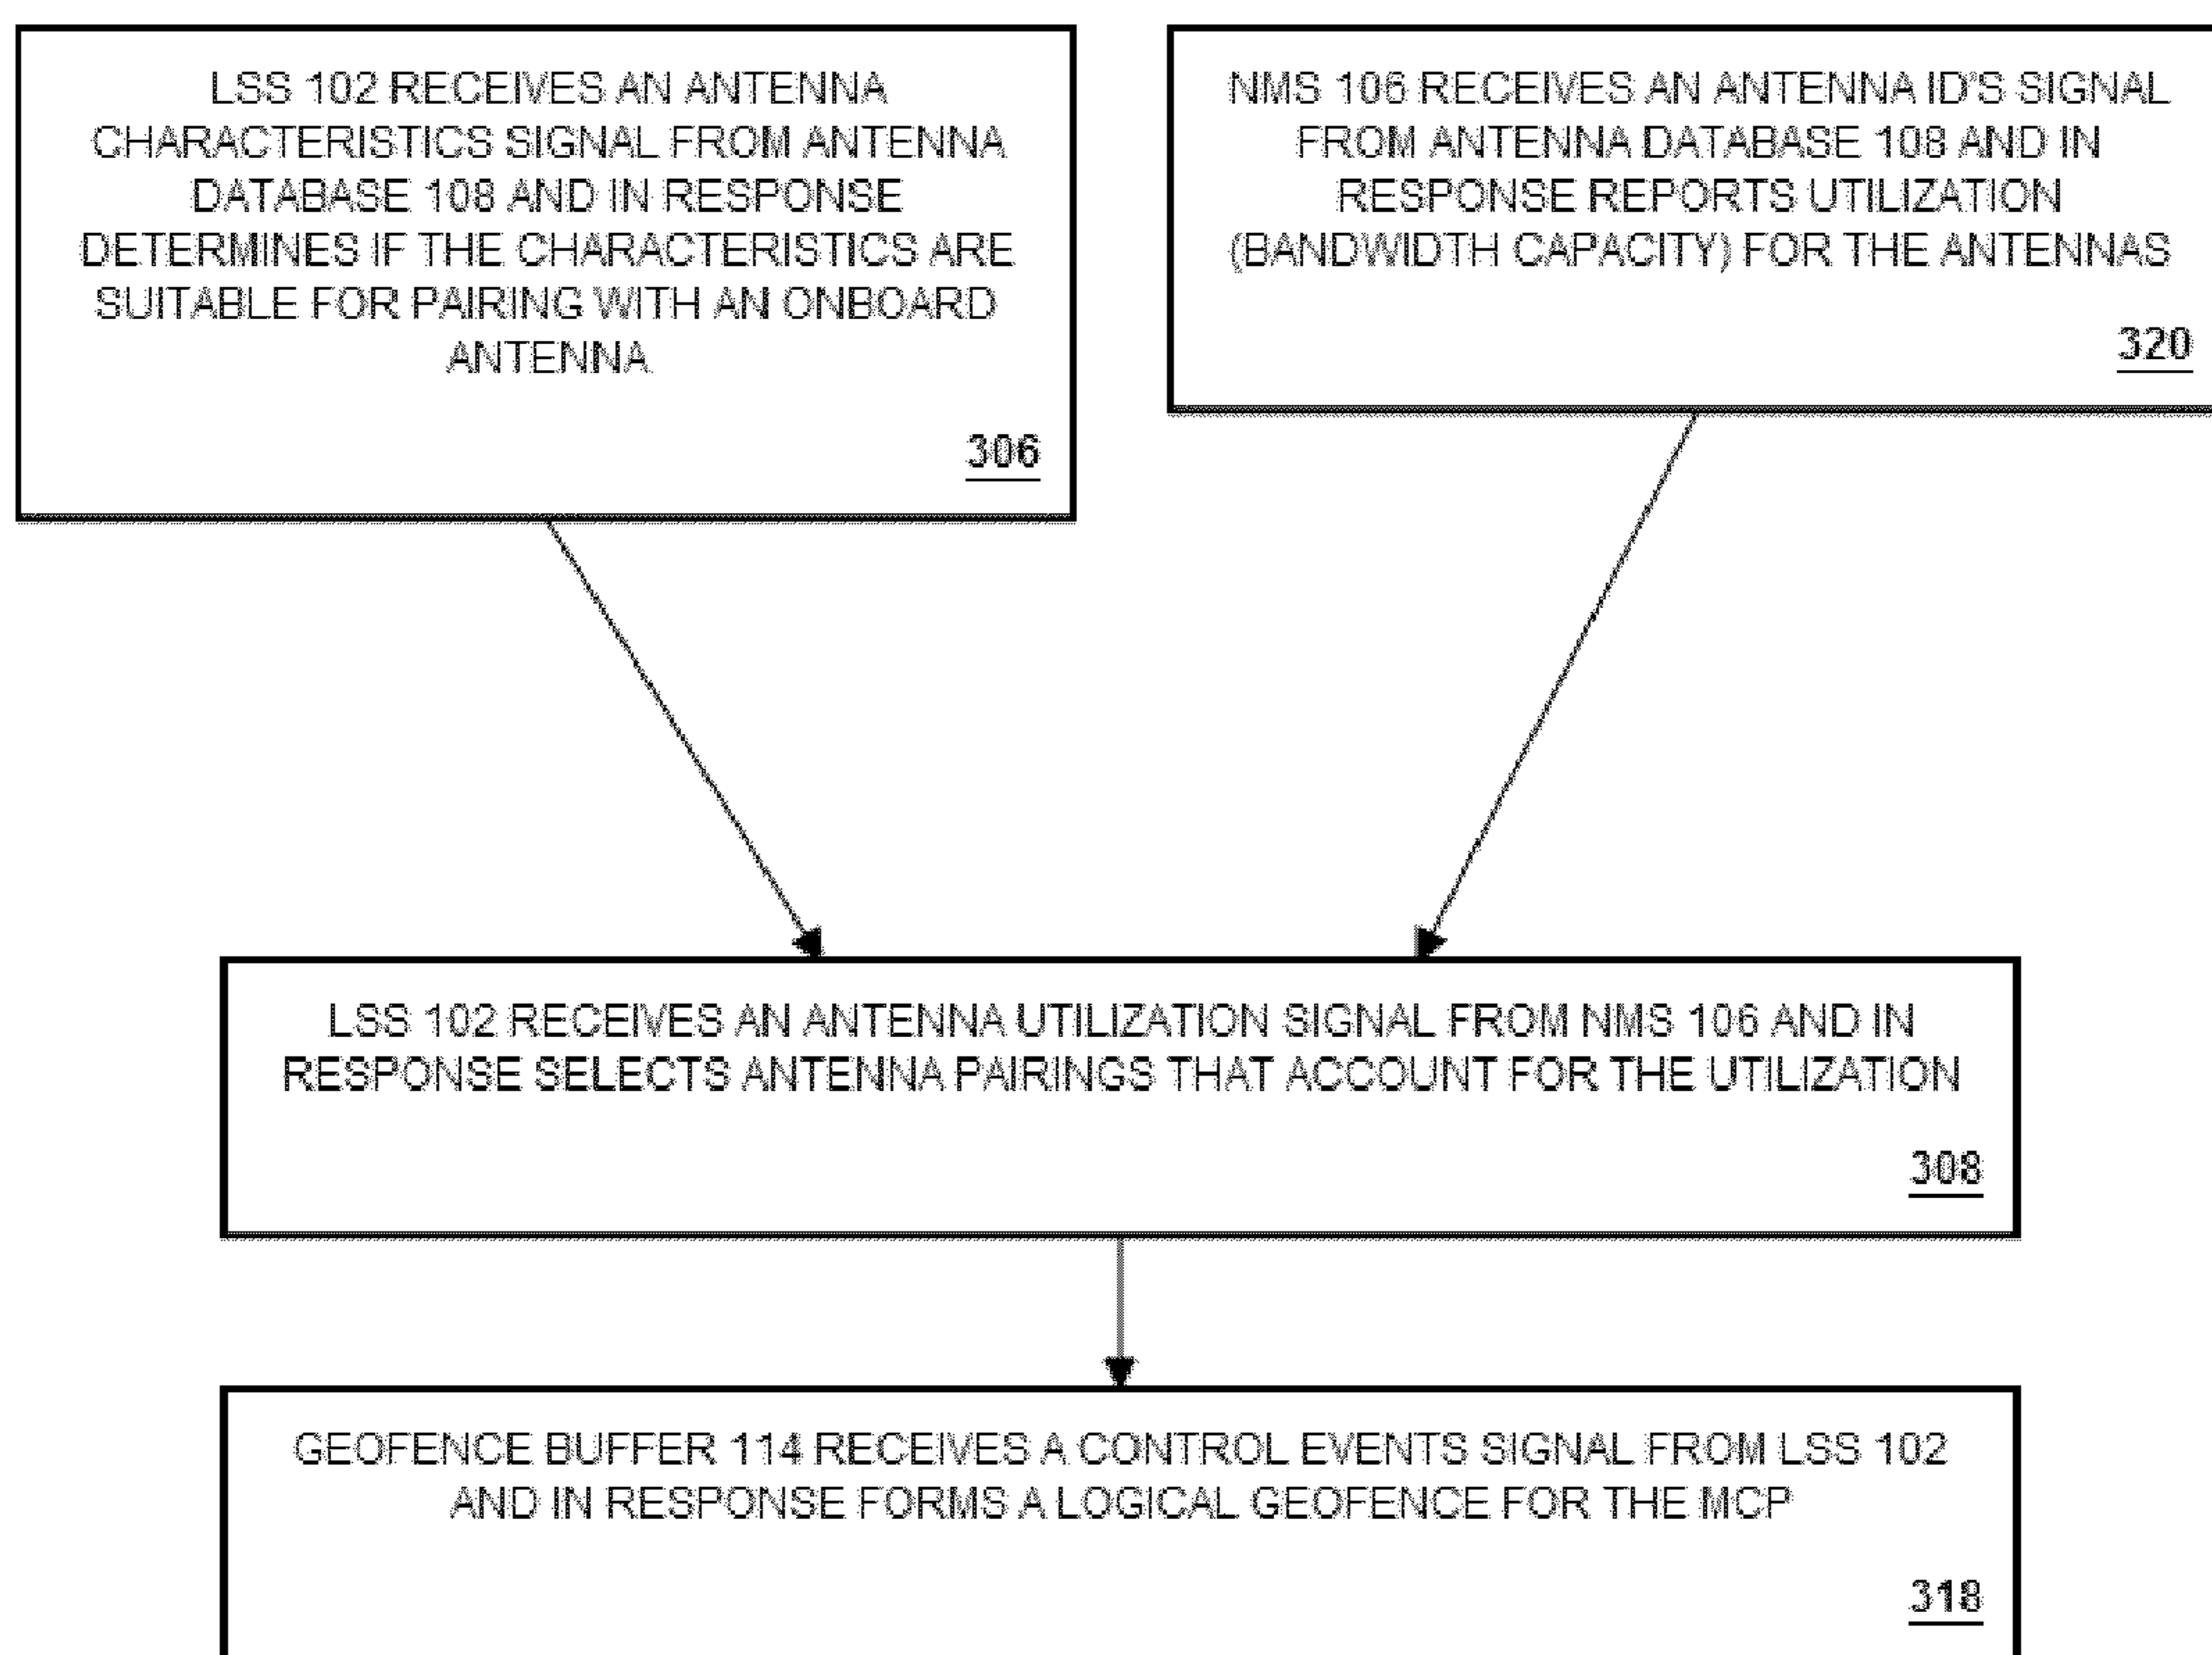 LSS 102 RECEIVES AN ANTENNA
CHARACTERISTICS SIGNAL FROM ANTENNA
DATABASE 108 AND IN RESPONSE
DETERMINES IF THE CHARACTERISTICS ARE
SUITABLE FOR PAIRING WITH AN ONBOARD
ANTENNA
306
NMS 106 RECEIVES AN ANTENNA ID'S SIGNAL
FROM ANTENNA DATABASE 108 AND IN
RESPONSE REPORTS UTILIZATION
(BANDWIDTH CAPACITY) FOR THE ANTENNAS
320
LSS 102 RECEIVES AN ANTENNA UTILIZATION SIGNAL FROM NMS 106 AND IN
RESPONSE SELECTS ANTENNA PAIRINGS THAT ACCOUNT FOR THE UTILIZATION
308
GEOFENCE BUFFER 114 RECEIVES A CONTROL EVENTS SIGNAL FROM LSS 102
AND IN RESPONSE FORMS A LOGICAL GEOFENCE FOR THE MCP
318